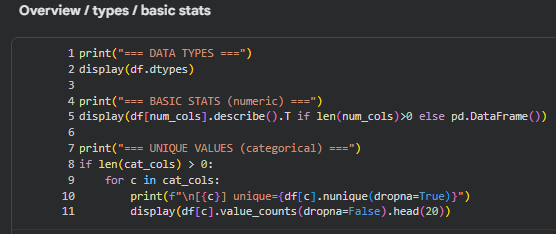 Overview / types / basic stats
1 print("=== DATA TYPES ===")
2 display(df.dtypes)
3
4 print("=== BASIC STATS (numeric) ===")
5 display(df[num_cols].describe().T if len(num_cols)>0 else pd.DataFrame())
6
7 print("=== UNIQUE VALUES (categorical) ===")
8 if len(cat_cols) > 0:
9     for c in cat_cols:
10         print(f"\n[{c}] unique={df[c].nunique(dropna=True)}")
11         display(df[c].value_counts(dropna=False).head(20))